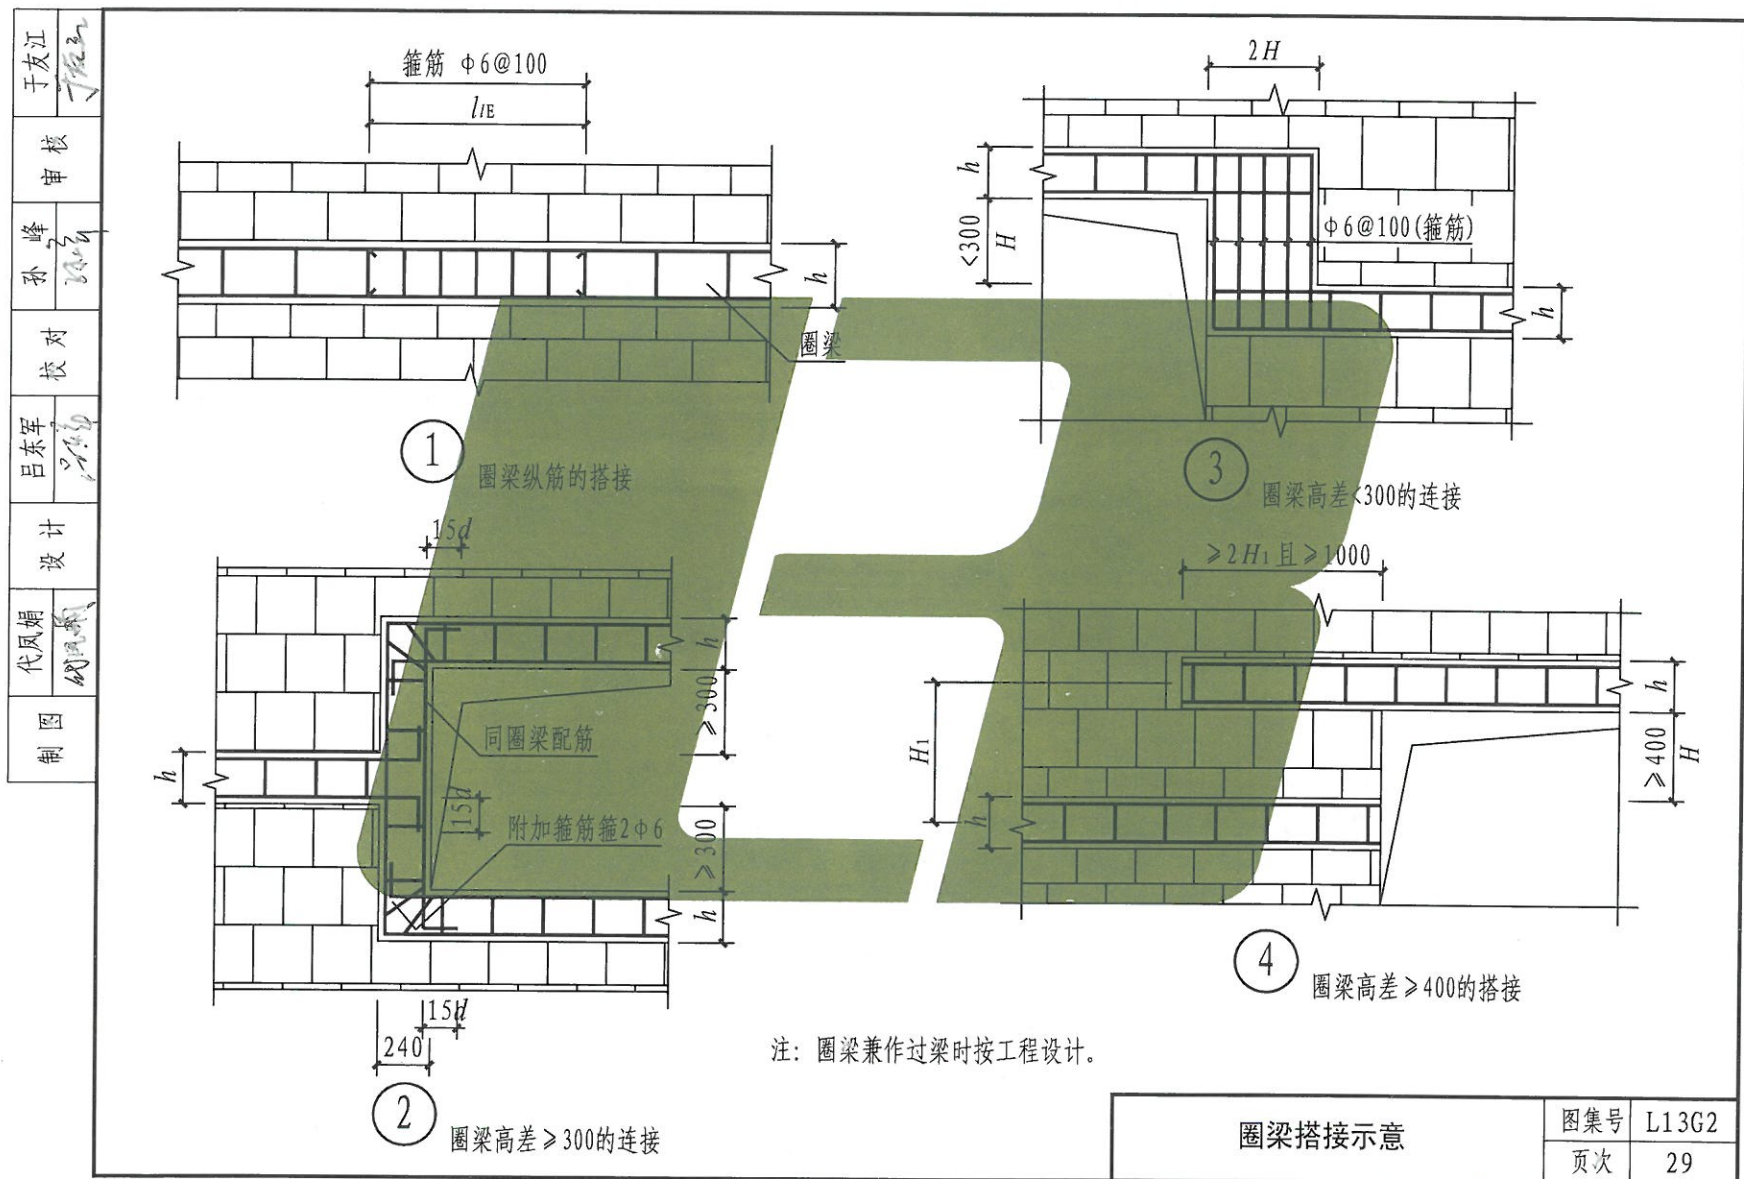 于友江
审 核
孙 峰
校 对
吕东军
设 计
代凤娟
制 图
箍筋 φ6@100
llE
h
圈梁
1
圈梁纵筋的搭接
2H
h
<300
H
φ6@100(箍筋)
h
3
圈梁高差<300的连接
15d
h
≥300
同圈梁配筋
h
15d
附加箍筋箍2φ6
≥300
h
15d
240
2
圈梁高差≥300的连接
≥2H1且≥1000
h
H1
≥400
H
h
4
圈梁高差≥400的搭接
注：圈梁兼作过梁时按工程设计。
圈梁搭接示意
图集号 L13G2
页次 29